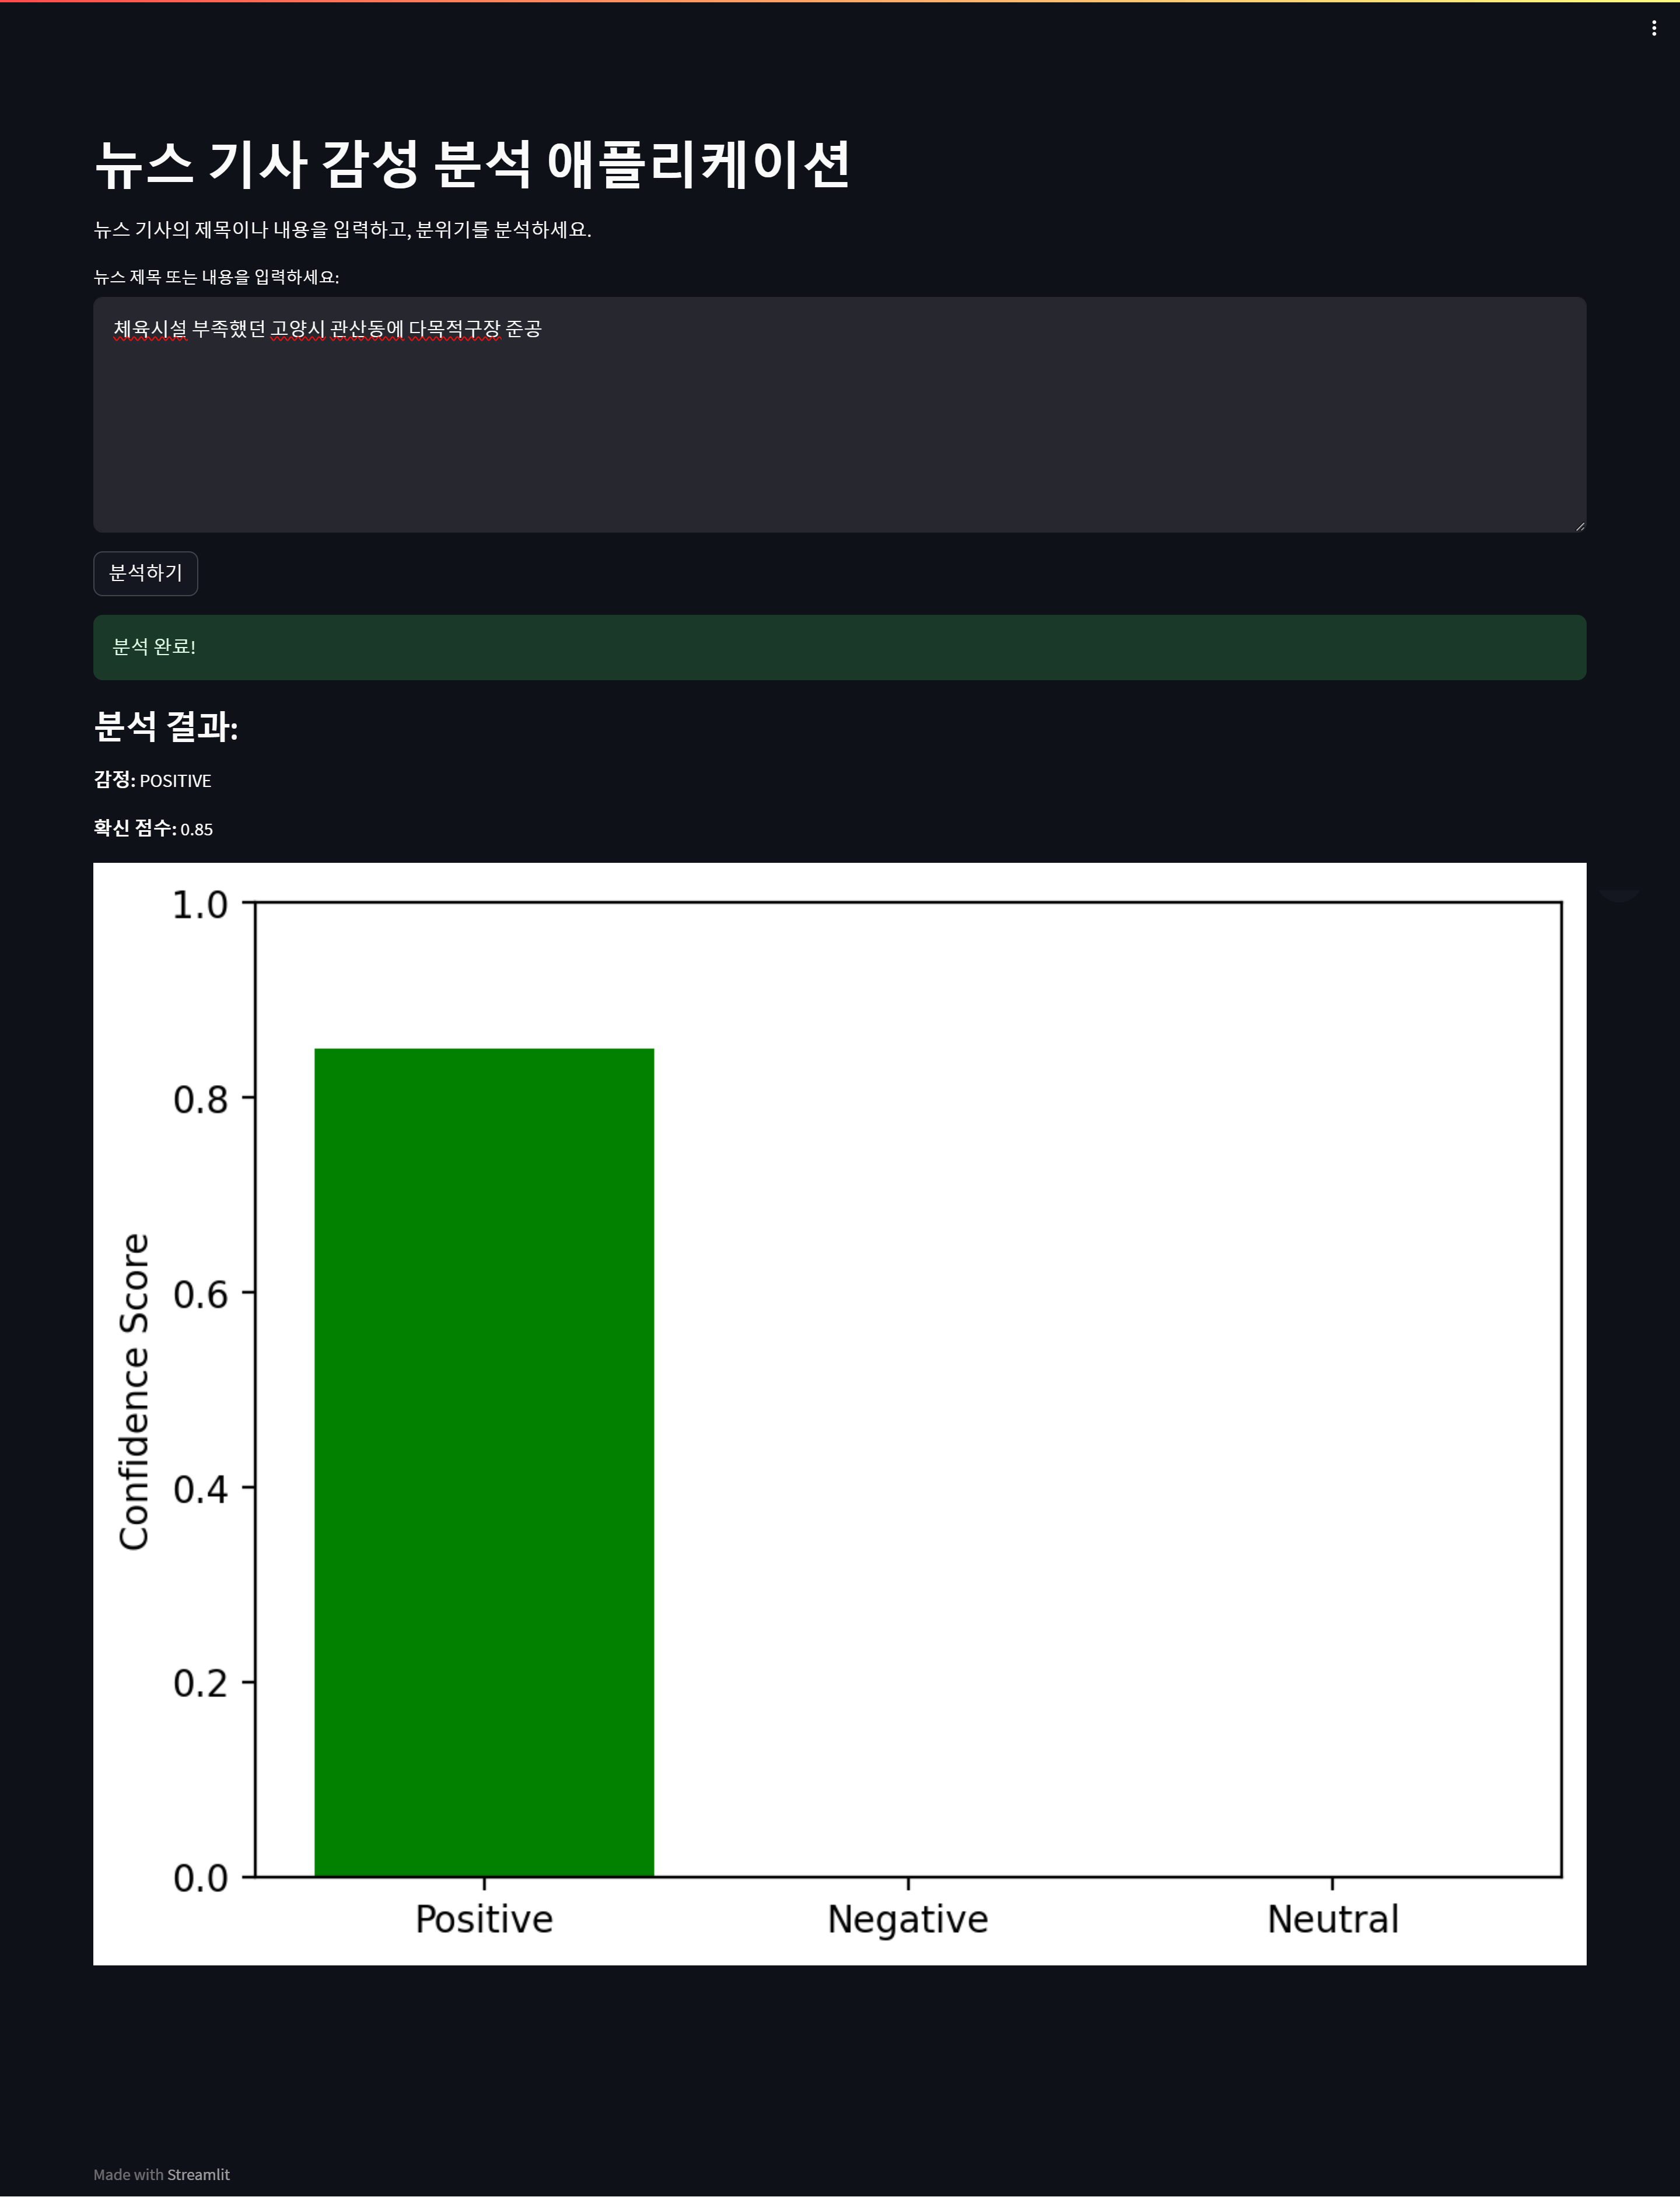 뉴스 기사 감성 분석 애플리케이션
뉴스 기사의 제목이나 내용을 입력하고, 분위기를 분석하세요.
뉴스 제목 또는 내용을 입력하세요:
체육시설 부족했던 고양시 관산동에 다목적구장 준공
분석하기
분석 완료!
분석 결과:
감정: POSITIVE
확신 점수: 0.85
1.0
0.8
0.6
0.4
0.2
0.0
Confidence Score
Positive Negative Neutral
Made with Streamlit